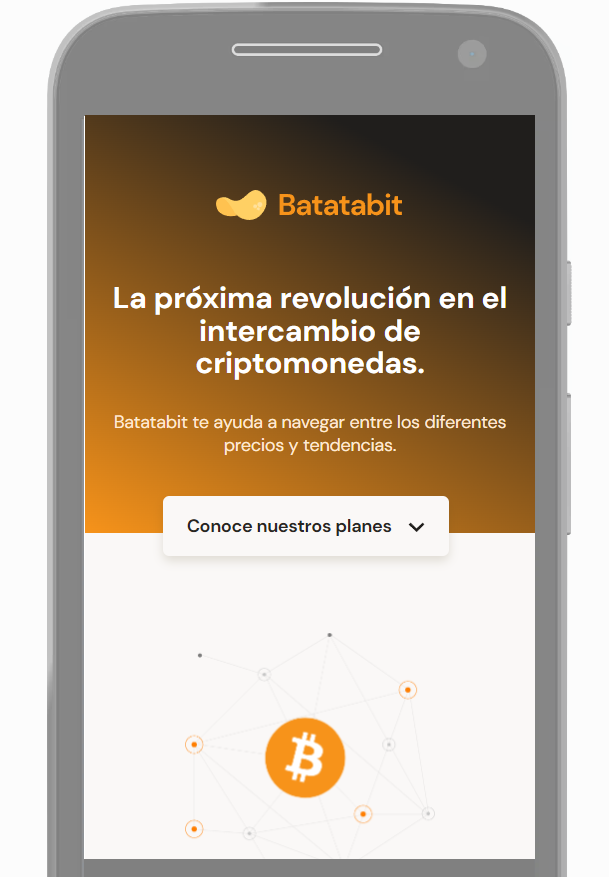 Batatabit
La próxima revolución en el
intercambio de
criptomonedas.
Batatabit te ayuda a navegar entre los diferentes
precios y tendencias.
Conoce nuestros planes